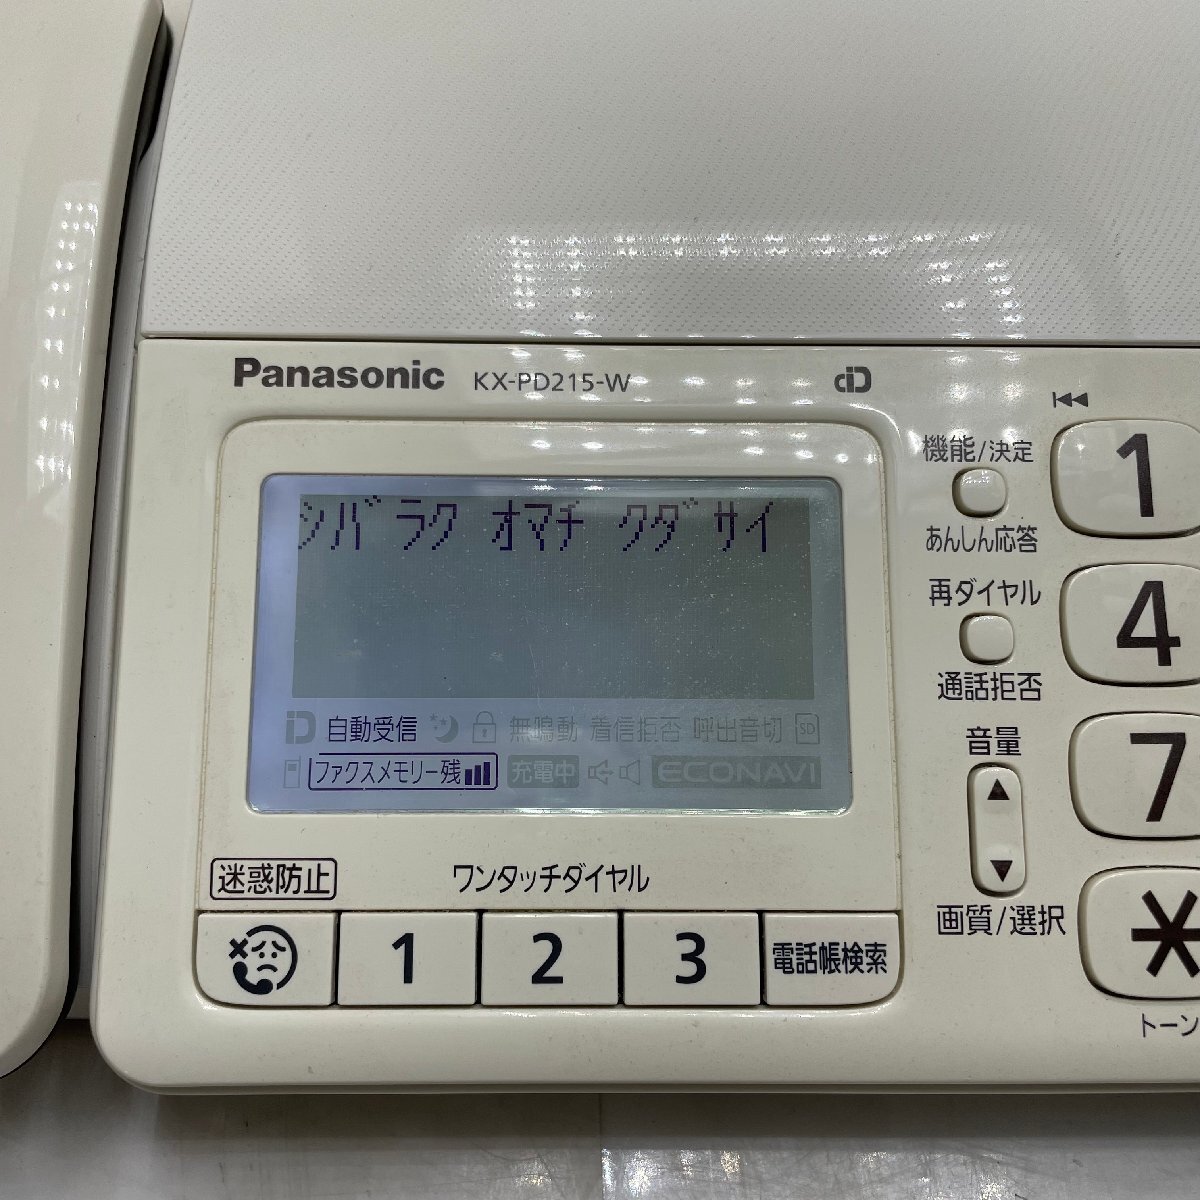 Panasonic KX-PD215-W iD
シバラク オマチ クダサイ
iD 自動受信 無鳴動 着信拒否 呼出音切 SD
ファクスメモリー残 充電中 ECONAVI
迷惑防止 ワンタッチダイヤル
1 2 3 電話帳検索
機能/決定
あんしん応答
再ダイヤル
通話拒否
音量
▲
▼
画質/選択
1
4
7
*
トーン